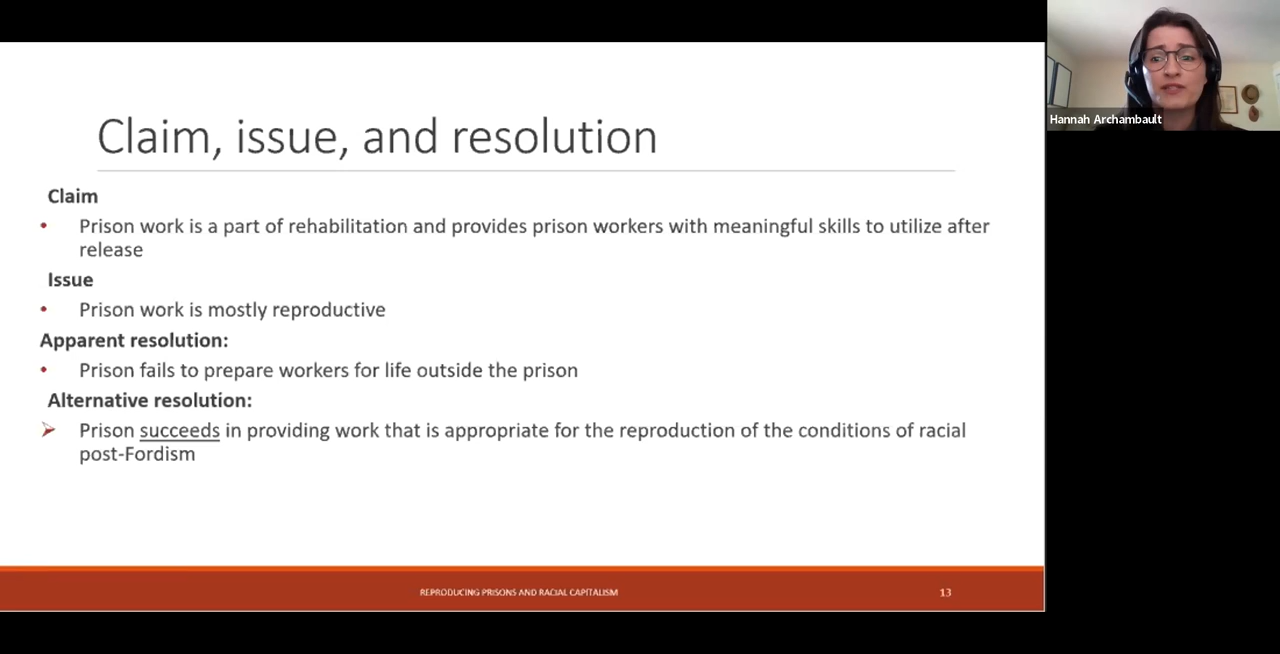 Claim, issue, and resolution
Hannah Archambault
Claim
• Prison work is a part of rehabilitation and provides prison workers with meaningful skills to utilize after
release
Issue
• Prison work is mostly reproductive
Apparent resolution:
• Prison fails to prepare workers for life outside the prison
Alternative resolution:
➢ Prison succeeds in providing work that is appropriate for the reproduction of the conditions of racial
post-Fordism
REPRODUCING PRISONS AND RACIAL CAPITALISM
13